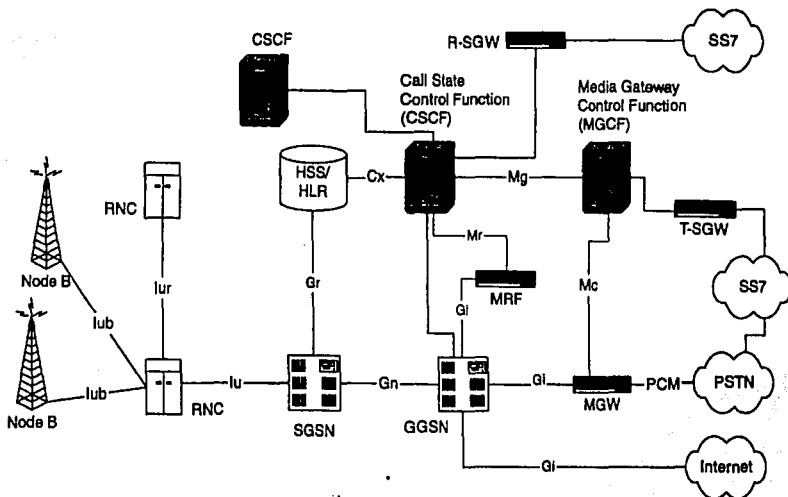 CSCF
R-SGW
SS7
Call State
Control Function
(CSCF)
Media Gateway
Control Function
(MGCF)
HSS/
HLR
Cx
Mg
RNC
T-SGW
Node B
Mr
MRF
Iur
Gr
Gi
Mc
SS7
Iub
Node B
Iub
RNC
Iu
SGSN
Gn
GGSN
Gi
MGW
PCM
PSTN
Gi
Internet